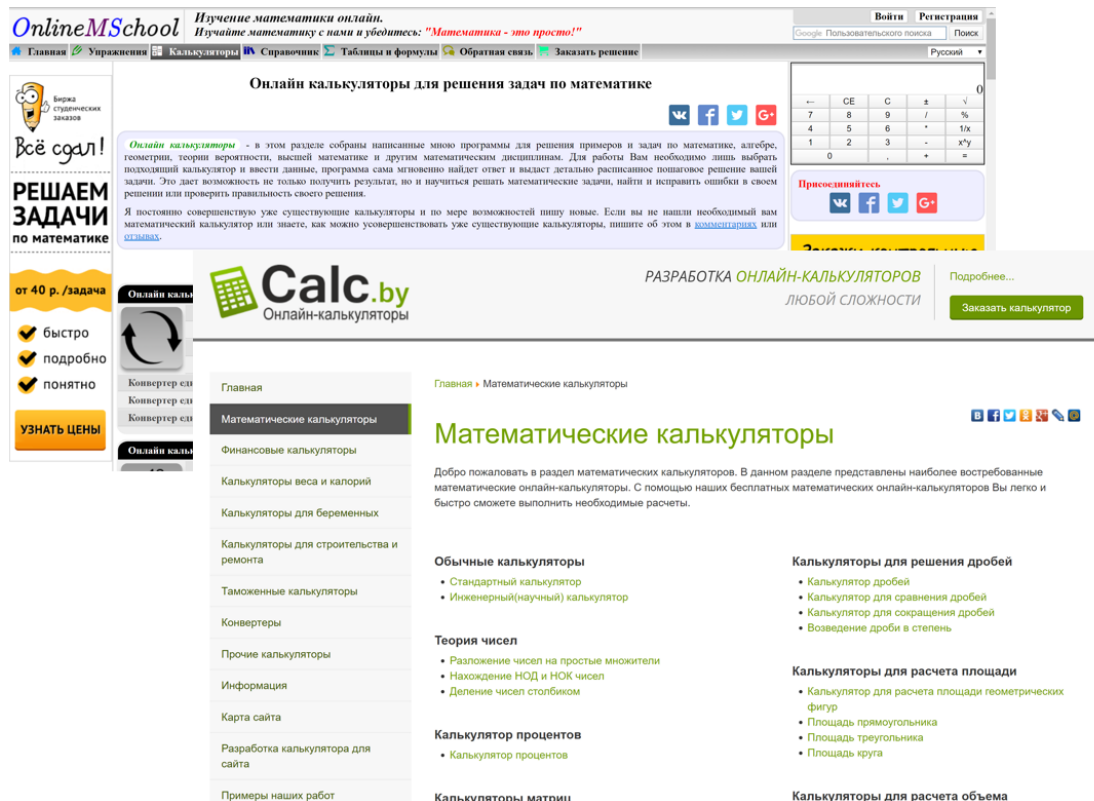 OnlineMSchool
Изучение математики онлайн.
Изучайте математику с нами и убедитесь: "Математика - это просто!"
Войти Регистрация
Google Пользовательского поиска Поиск
Главная Упражнения Калькуляторы Справочник Таблицы и формулы Обратная связь Заказать решение
Русский
Биржа
студенческих
заказов
Всё сдал!
РЕШАЕМ
ЗАДАЧИ
по математике
от 40 р. /задача
быстро
подробно
понятно
УЗНАТЬ ЦЕНЫ
Онлайн калькуляторы для решения задач по математике
Онлайн калькуляторы - в этом разделе собраны написанные мною программы для решения примеров и задач по математике, алгебре,
геометрии, теории вероятности, высшей математике и другим математическим дисциплинам. Для работы Вам необходимо лишь выбрать
подходящий калькулятор и ввести данные, программа сама мгновенно найдет ответ и выдаст детально расписанное пошаговое решение вашей
задачи. Это дает возможность не только получить результат, но и научиться решать математические задачи, найти и исправить ошибки в своем
решении или проверить правильность своего решения.
Я постоянно совершенствую уже существующие калькуляторы и по мере возможностей пишу новые. Если вы не нашли необходимый вам
математический калькулятор или знаете, как можно усовершенствовать уже существующие калькуляторы, пишите об этом в комментариях или
отзывах.
0
← CE C ± √
7 8 9 / %
4 5 6 * 1/x
1 2 3 - x^y
0 . + =
Присоединяйтесь
Онлайн
Конвертер
Конвертер
Конвертер
Онлайн
Calc.by
Онлайн-калькуляторы
РАЗРАБОТКА ОНЛАЙН-КАЛЬКУЛЯТОРОВ
ЛЮБОЙ СЛОЖНОСТИ
Подробнее...
Заказать калькулятор
Главная
Математические калькуляторы
Финансовые калькуляторы
Калькуляторы веса и калорий
Калькуляторы для беременных
Калькуляторы для строительства и
ремонта
Таможенные калькуляторы
Конвертеры
Прочие калькуляторы
Информация
Карта сайта
Разработка калькулятора для
сайта
Примеры наших работ
Главная Математические калькуляторы
Математические калькуляторы
Добро пожаловать в раздел математических калькуляторов. В данном разделе представлены наиболее востребованные
математические онлайн-калькуляторы. С помощью наших бесплатных математических онлайн-калькуляторов Вы легко и
быстро сможете выполнить необходимые расчеты.
Обычные калькуляторы
• Стандартный калькулятор
• Инженерный(научный) калькулятор
Теория чисел
• Разложение чисел на простые множители
• Нахождение НОД и НОК чисел
• Деление чисел столбиком
Калькулятор процентов
• Калькулятор процентов
Калькуляторы матриц
Калькуляторы для решения дробей
• Калькулятор дробей
• Калькулятор для сравнения дробей
• Калькулятор для сокращения дробей
• Возведение дроби в степень
Калькуляторы для расчета площади
• Калькулятор для расчета площади геометрических
фигур
• Площадь прямоугольника
• Площадь треугольника
• Площадь круга
Калькуляторы для расчета объема